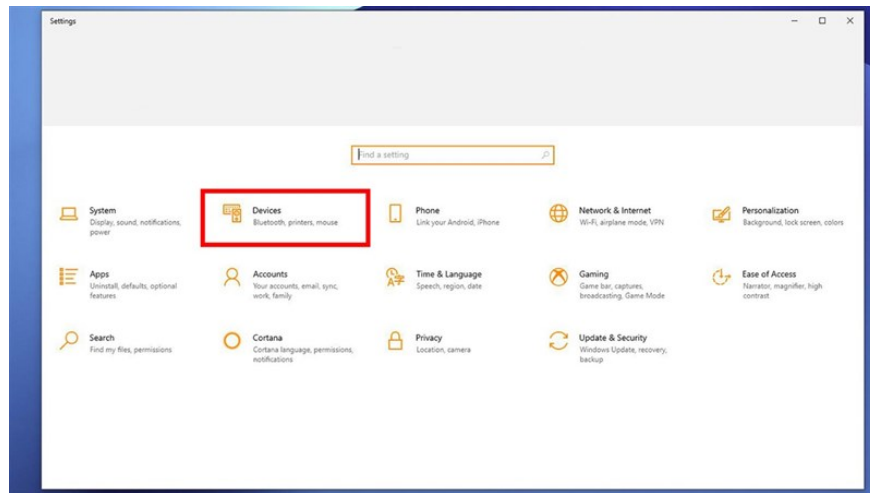 Settings
Find a setting
System
Display, sound, notifications,
power
Devices
Bluetooth, printers, mouse
Phone
Link your Android, iPhone
Network & Internet
Wi-Fi, airplane mode, VPN
Personalization
Background, lock screen, colors
Apps
Uninstall, defaults, optional
features
Accounts
Your accounts, email, sync,
work, family
Time & Language
Speech, region, date
Gaming
Game bar, captures,
broadcasting, Game Mode
Ease of Access
Narrator, magnifier, high
contrast
Search
Find my files, permissions
Cortana
Cortana language, permissions,
notifications
Privacy
Location, camera
Update & Security
Windows Update, recovery,
backup